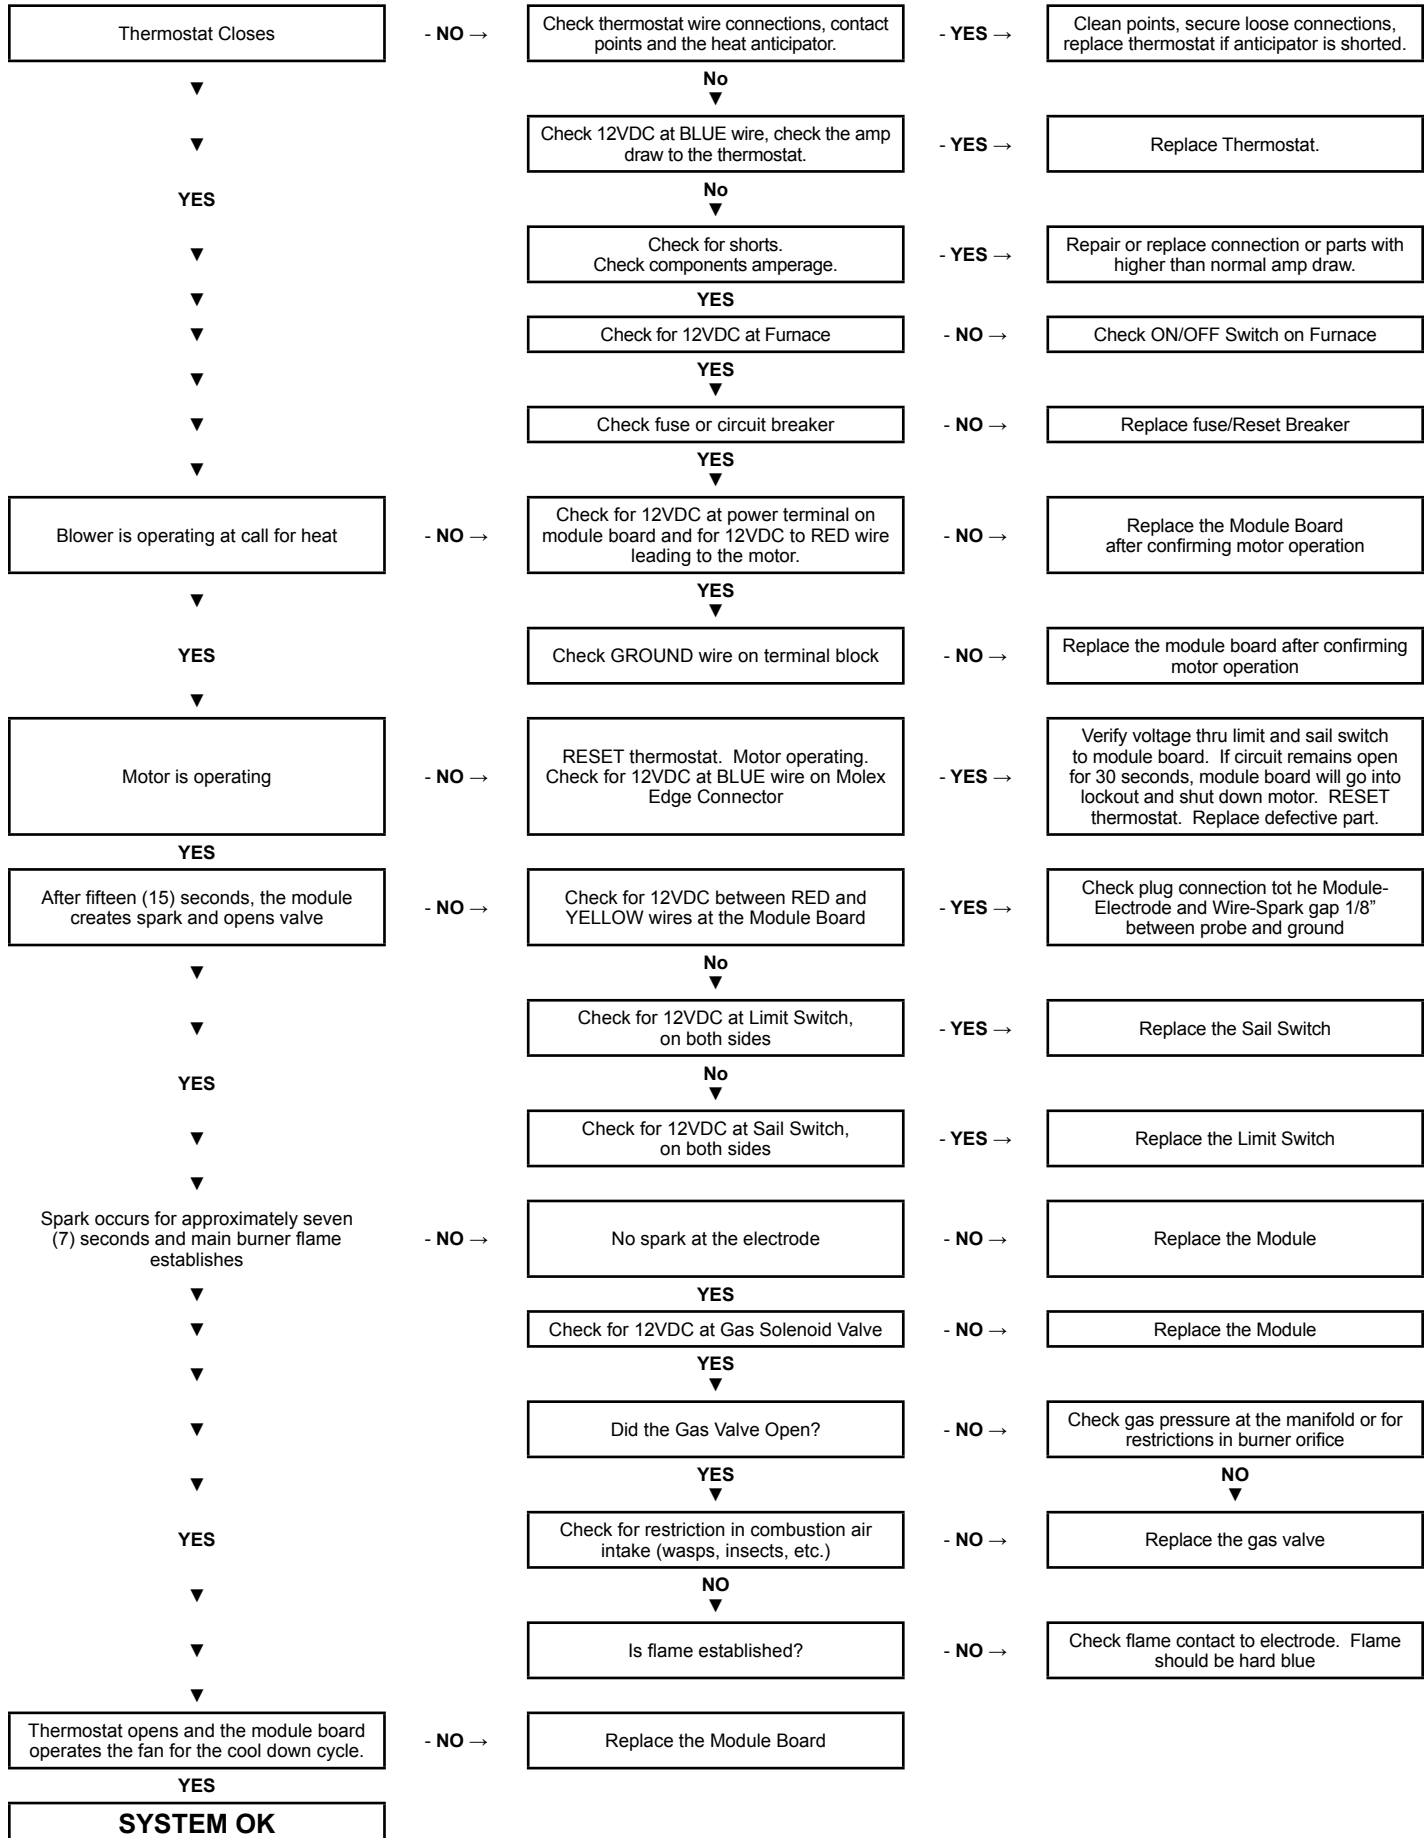 Thermostat Closes
- NO →
Check thermostat wire connections, contact
points and the heat anticipator.
- YES →
Clean points, secure loose connections,
replace thermostat if anticipator is shorted.
▼
No
▼
▼
Check 12VDC at BLUE wire, check the amp
draw to the thermostat.
- YES →
Replace Thermostat.
YES
No
▼
▼
Check for shorts.
Check components amperage.
- YES →
Repair or replace connection or parts with
higher than normal amp draw.
▼
YES
▼
Check for 12VDC at Furnace
- NO →
Check ON/OFF Switch on Furnace
▼
YES
▼
▼
Check fuse or circuit breaker
- NO →
Replace fuse/Reset Breaker
▼
YES
▼
Blower is operating at call for heat
- NO →
Check for 12VDC at power terminal on
module board and for 12VDC to RED wire
leading to the motor.
- NO →
Replace the Module Board
after confirming motor operation
▼
YES
▼
YES
Check GROUND wire on terminal block
- NO →
Replace the module board after confirming
motor operation
▼
Motor is operating
- NO →
RESET thermostat.  Motor operating.
Check for 12VDC at BLUE wire on Molex
Edge Connector
- YES →
Verify voltage thru limit and sail switch
to module board.  If circuit remains open
for 30 seconds, module board will go into
lockout and shut down motor.  RESET
thermostat.  Replace defective part.
YES
After fifteen (15) seconds, the module
creates spark and opens valve
- NO →
Check for 12VDC between RED and
YELLOW wires at the Module Board
- YES →
Check plug connection tot he Module-
Electrode and Wire-Spark gap 1/8”
between probe and ground
▼
No
▼
▼
Check for 12VDC at Limit Switch,
on both sides
- YES →
Replace the Sail Switch
YES
No
▼
▼
Check for 12VDC at Sail Switch,
on both sides
- YES →
Replace the Limit Switch
▼
Spark occurs for approximately seven
(7) seconds and main burner flame
establishes
- NO →
No spark at the electrode
- NO →
Replace the Module
▼
YES
▼
Check for 12VDC at Gas Solenoid Valve
- NO →
Replace the Module
▼
YES
▼
▼
Did the Gas Valve Open?
- NO →
Check gas pressure at the manifold or for
restrictions in burner orifice
▼
YES
▼
NO
▼
YES
Check for restriction in combustion air
intake (wasps, insects, etc.)
- NO →
Replace the gas valve
▼
NO
▼
▼
Is flame established?
- NO →
Check flame contact to electrode.  Flame
should be hard blue
▼
Thermostat opens and the module board
operates the fan for the cool down cycle.
- NO →
Replace the Module Board
YES
SYSTEM OK